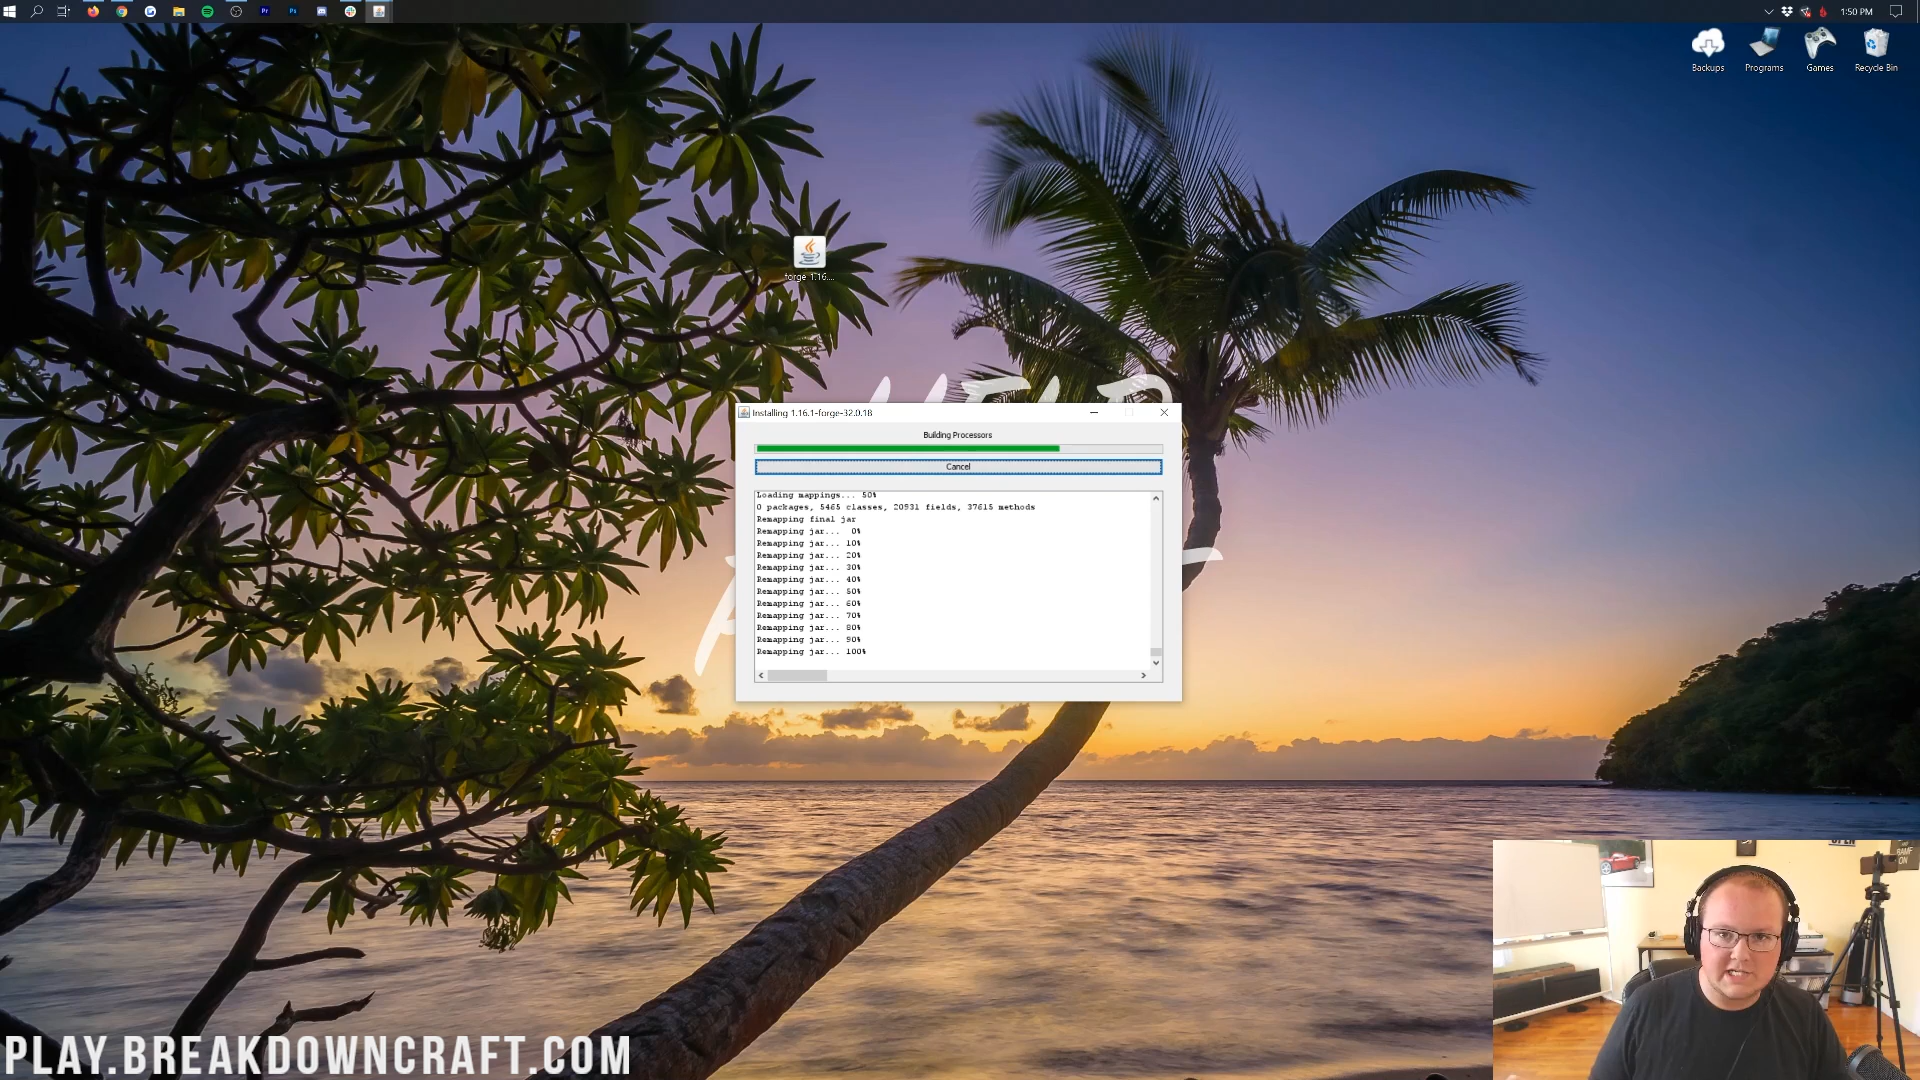 1:50 PM
Backups
Programs
Games
Recycle Bin
forge 1.16....
Installing 1.16.1-forge-32.0.18
Building Processors
Cancel
Loading mappings... 50%
0 packages, 5465 classes, 20931 fields, 37615 methods
Remapping final jar
Remapping jar... 0%
Remapping jar... 10%
Remapping jar... 20%
Remapping jar... 30%
Remapping jar... 40%
Remapping jar... 50%
Remapping jar... 60%
Remapping jar... 70%
Remapping jar... 80%
Remapping jar... 90%
Remapping jar... 100%
OPEN
ON
PLAY.BREAKDOWNCRAFT.COM